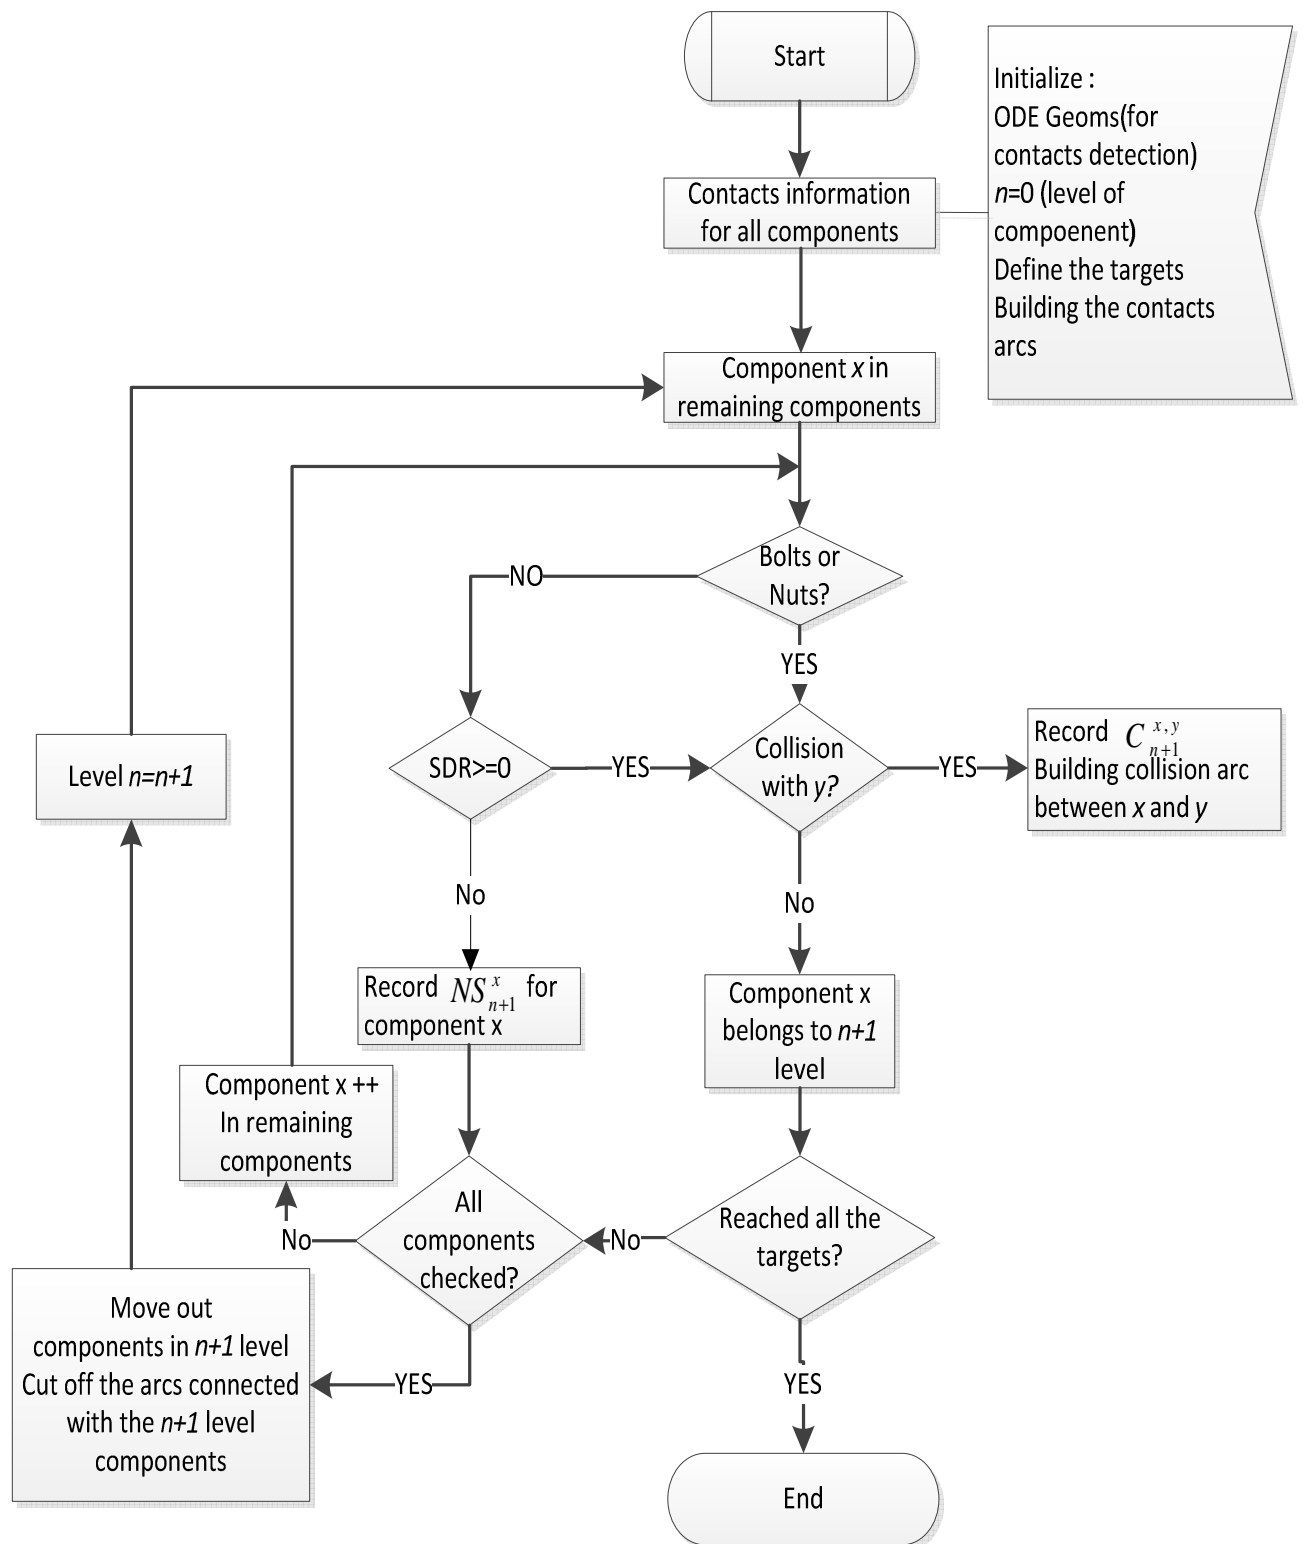 Start
Initialize :
ODE Geoms(for
contacts detection)
n=0 (level of
compoenent)
Define the targets
Building the contacts
arcs
Contacts information
for all components
Component x in
remaining components
Bolts or
Nuts?
NO
YES
Level n=n+1
SDR>=0
YES
Collision
with y?
YES
Record C_{n+1}^{x,y}
Building collision arc
between x and y
No
No
Record NS_{n+1}^{x} for
component x
Component x
belongs to n+1
level
Component x ++
In remaining
components
All
components
checked?
No
No
Reached all the
targets?
Move out
components in n+1 level
Cut off the arcs connected
with the n+1 level
components
YES
YES
End